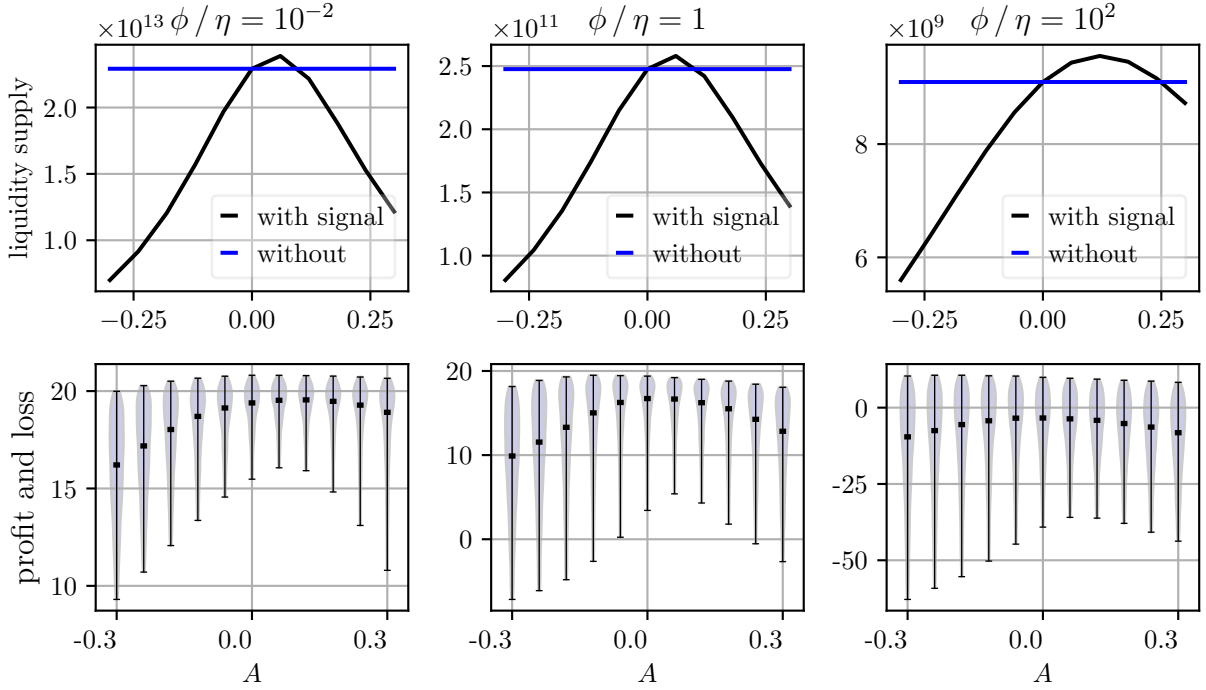 ×10¹³ ϕ / η = 10⁻²
×10¹¹ ϕ / η = 1
×10⁹ ϕ / η = 10²
liquidity supply
2.0
1.5
1.0
with signal
without
−0.25 0.00 0.25
2.5
2.0
1.5
1.0
with signal
without
−0.25 0.00 0.25
8
6
with signal
without
−0.25 0.00 0.25
profit and loss
20
15
10
-0.3 0.0 0.3
A
20
10
0
-0.3 0.0 0.3
A
0
-25
-50
-0.3 0.0 0.3
A